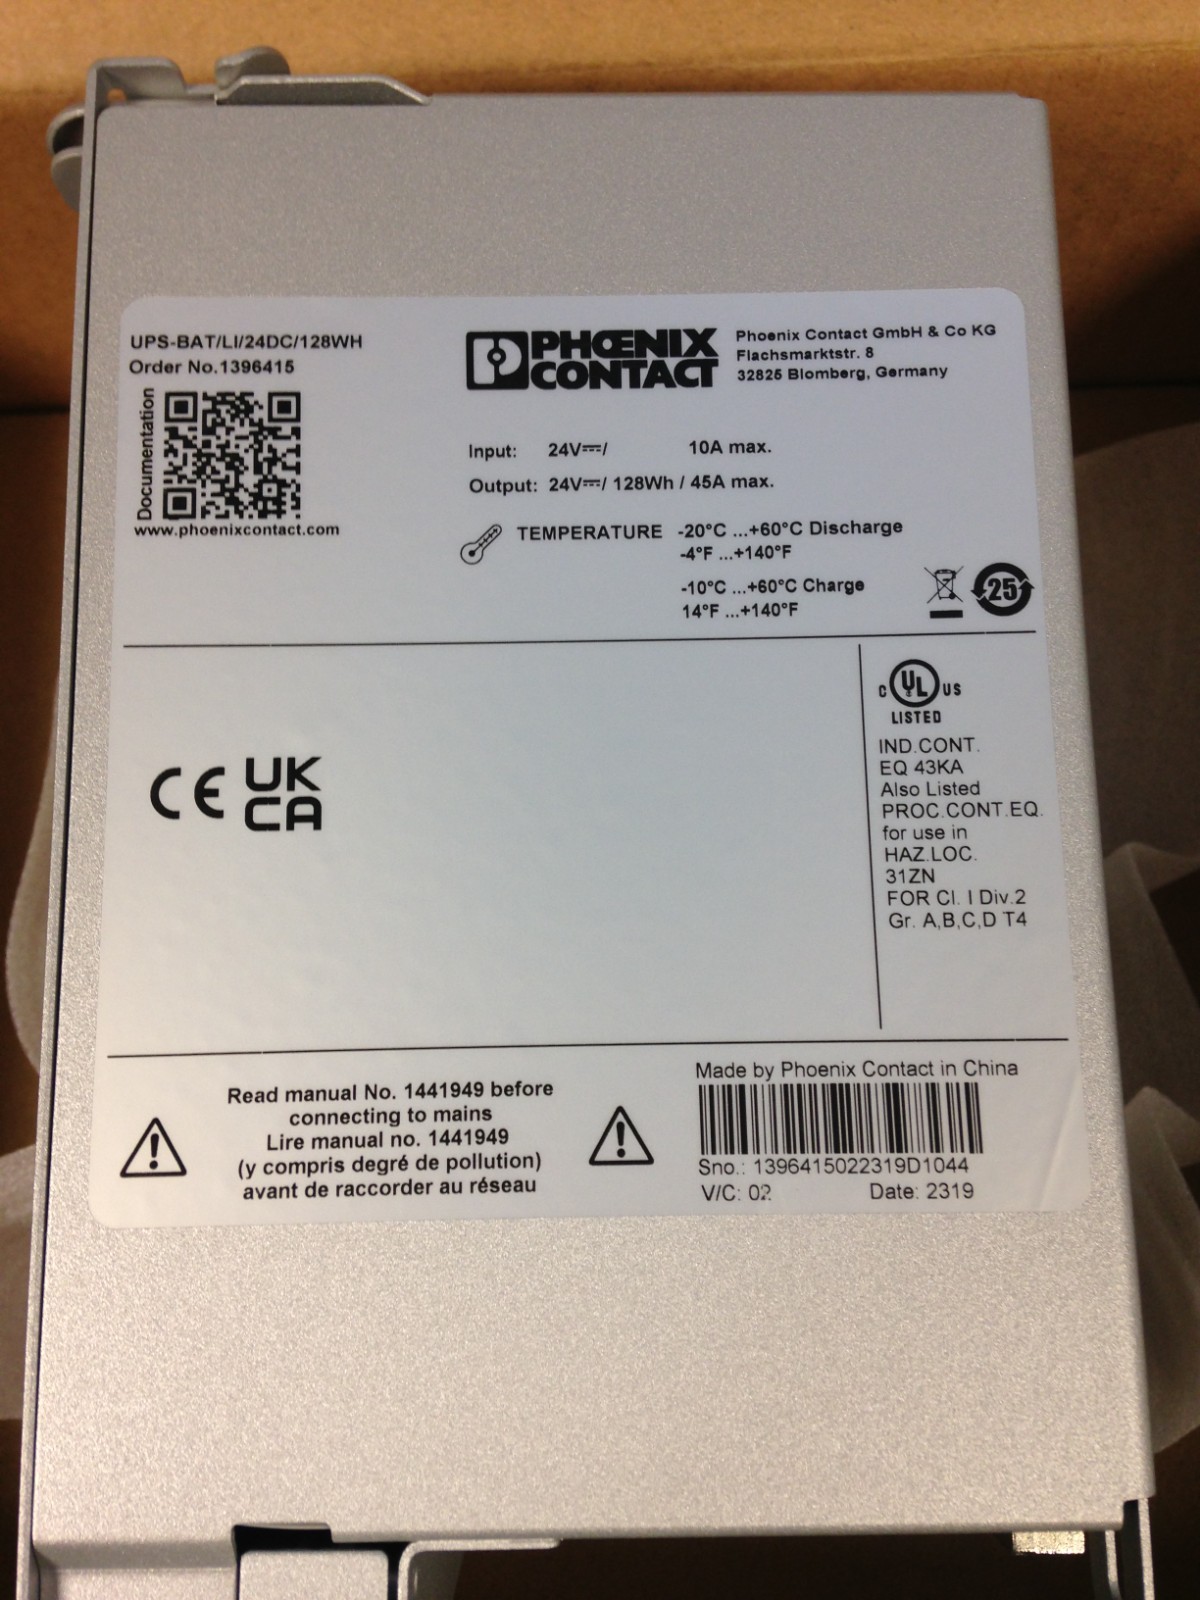 UPS-BAT/LI/24DC/128WH
Order No.1396415
Documentation
www.phoenixcontact.com
PHŒNIX
CONTACT
Phoenix Contact GmbH & Co KG
Flachsmarktstr. 8
32825 Blomberg, Germany
Input: 24V⎓/ 10A max.
Output: 24V⎓/ 128Wh / 45A max.
TEMPERATURE -20°C ...+60°C Discharge
-4°F ...+140°F
-10°C ...+60°C Charge
14°F ...+140°F
25
CE
UK
CA
C UL US
LISTED
IND.CONT.
EQ 43KA
Also Listed
PROC.CONT.EQ.
for use in
HAZ.LOC.
31ZN
FOR Cl. I Div.2
Gr. A,B,C,D T4
Read manual No. 1441949 before
connecting to mains
Lire manual no. 1441949
(y compris degré de pollution)
avant de raccorder au réseau
Made by Phoenix Contact in China
Sno.: 1396415022319D1044
V/C: 02 Date: 2319